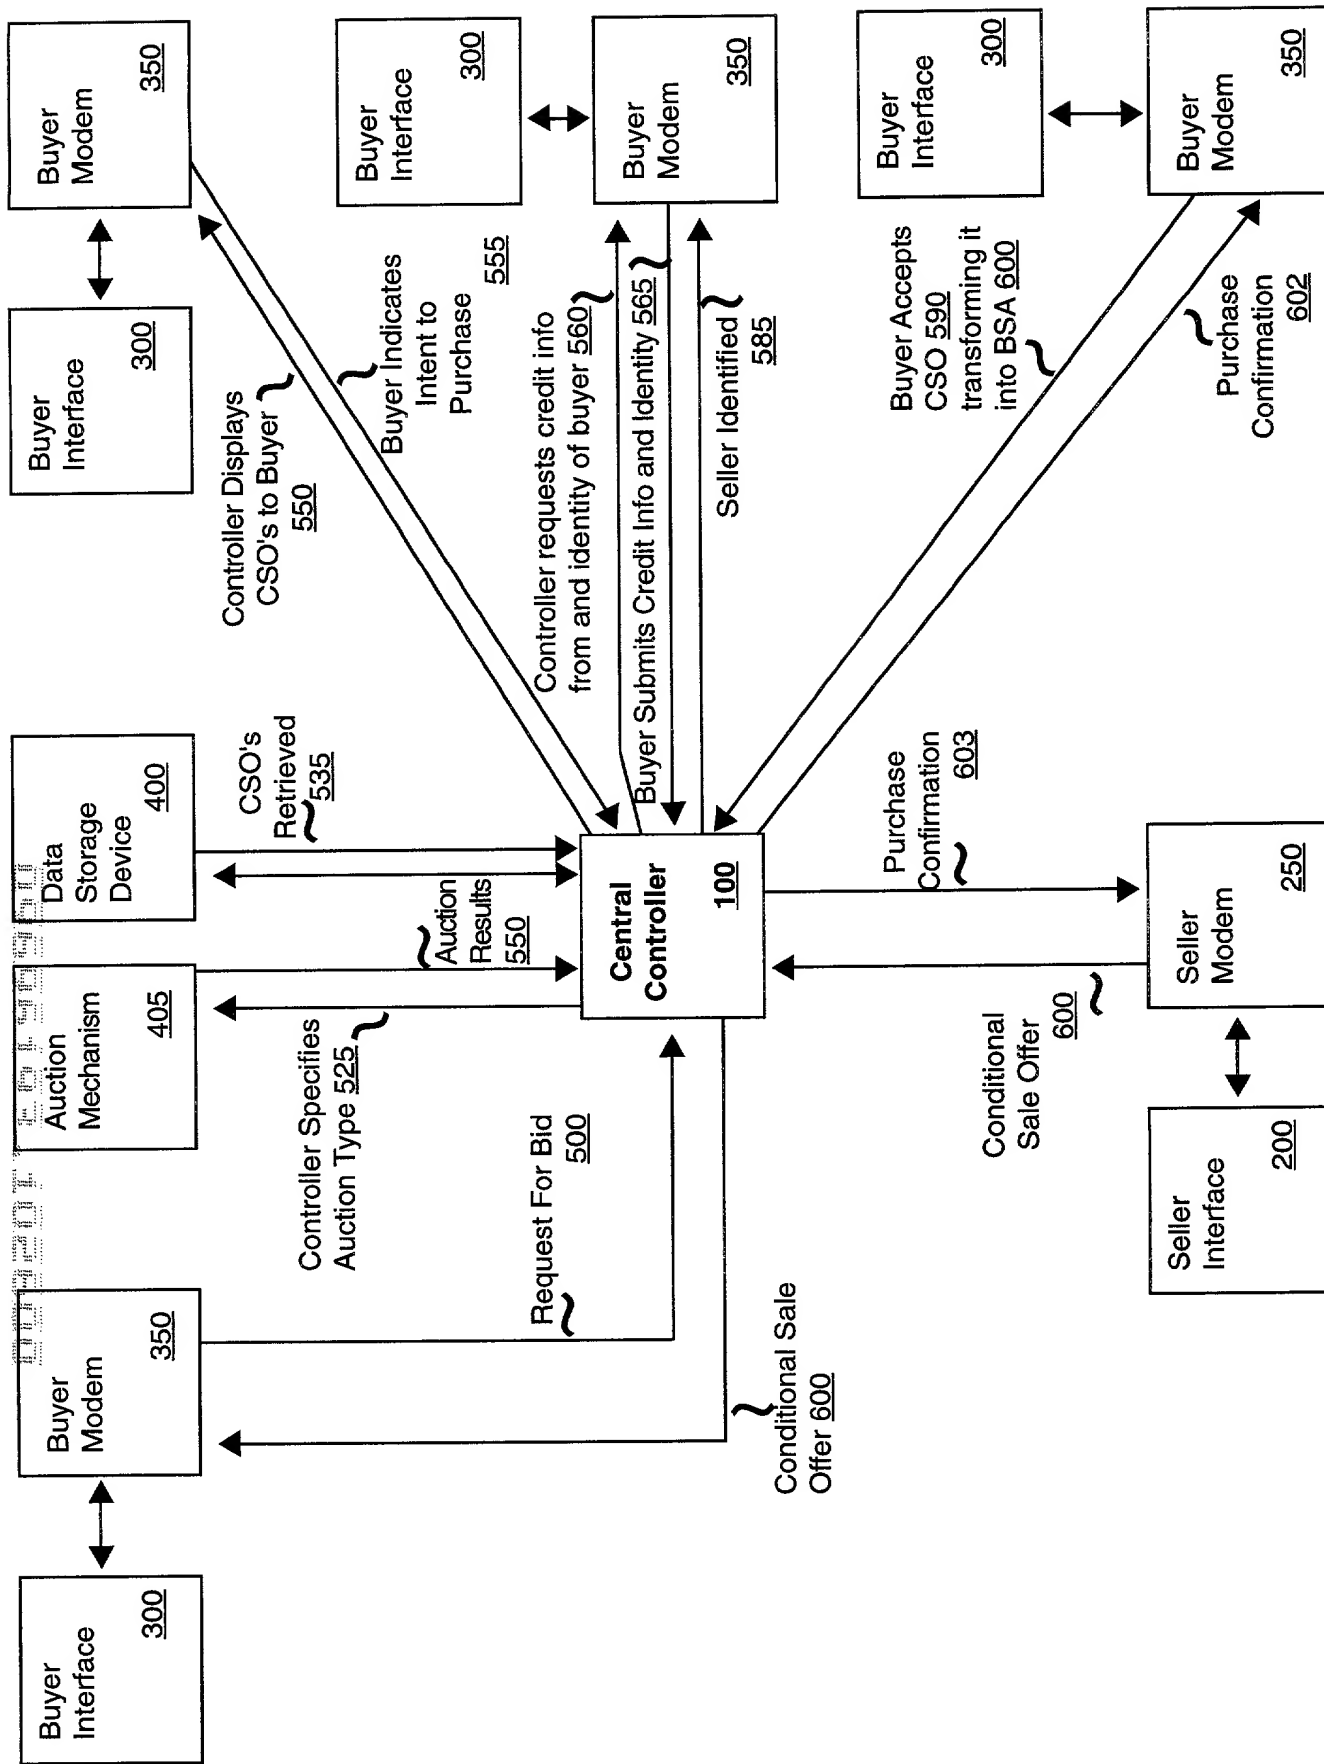 Buyer
Interface
300
Buyer
Modem
350
Auction
Mechanism
405
Data
Storage
Device
400
Buyer
Interface
300
Buyer
Modem
350
Request For Bid
500
Conditional Sale
Offer 600
Controller Specifies
Auction Type 525
Auction
Results
550
CSO's
Retrieved
535
Controller Displays
CSO's to Buyer
550
Buyer Indicates
Intent to
Purchase
555
Buyer
Interface
300
Buyer
Modem
350
Controller requests credit info
from and identity of buyer 560
Buyer Submits Credit Info and Identity 565
Seller Identified
585
Central
Controller
100
Buyer Accepts
CSO 590
transforming it
into BSA 600
Purchase
Confirmation
602
Buyer
Interface
300
Buyer
Modem
350
Purchase
Confirmation
603
Conditional
Sale Offer
600
Seller
Interface
200
Seller
Modem
250